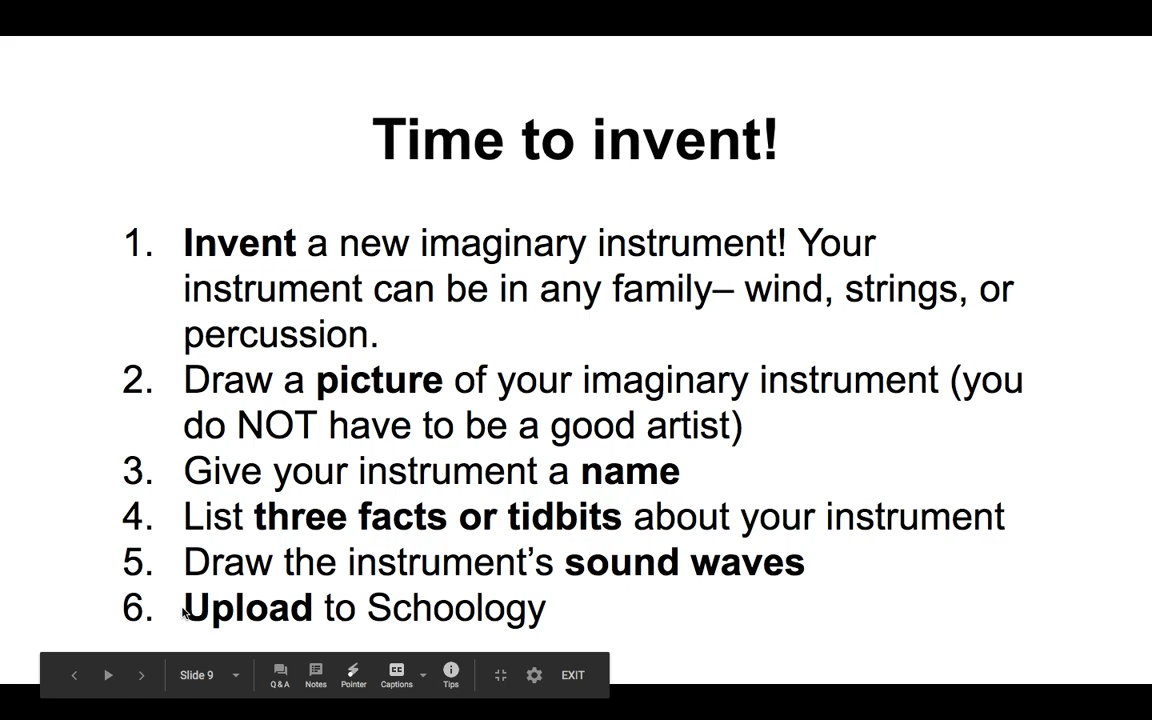 Time to invent!
1. Invent a new imaginary instrument! Your
instrument can be in any family– wind, strings, or
percussion.
2. Draw a picture of your imaginary instrument (you
do NOT have to be a good artist)
3. Give your instrument a name
4. List three facts or tidbits about your instrument
5. Draw the instrument’s sound waves
6. Upload to Schoology
Slide 9 Q&A Notes Pointer Captions Tips EXIT